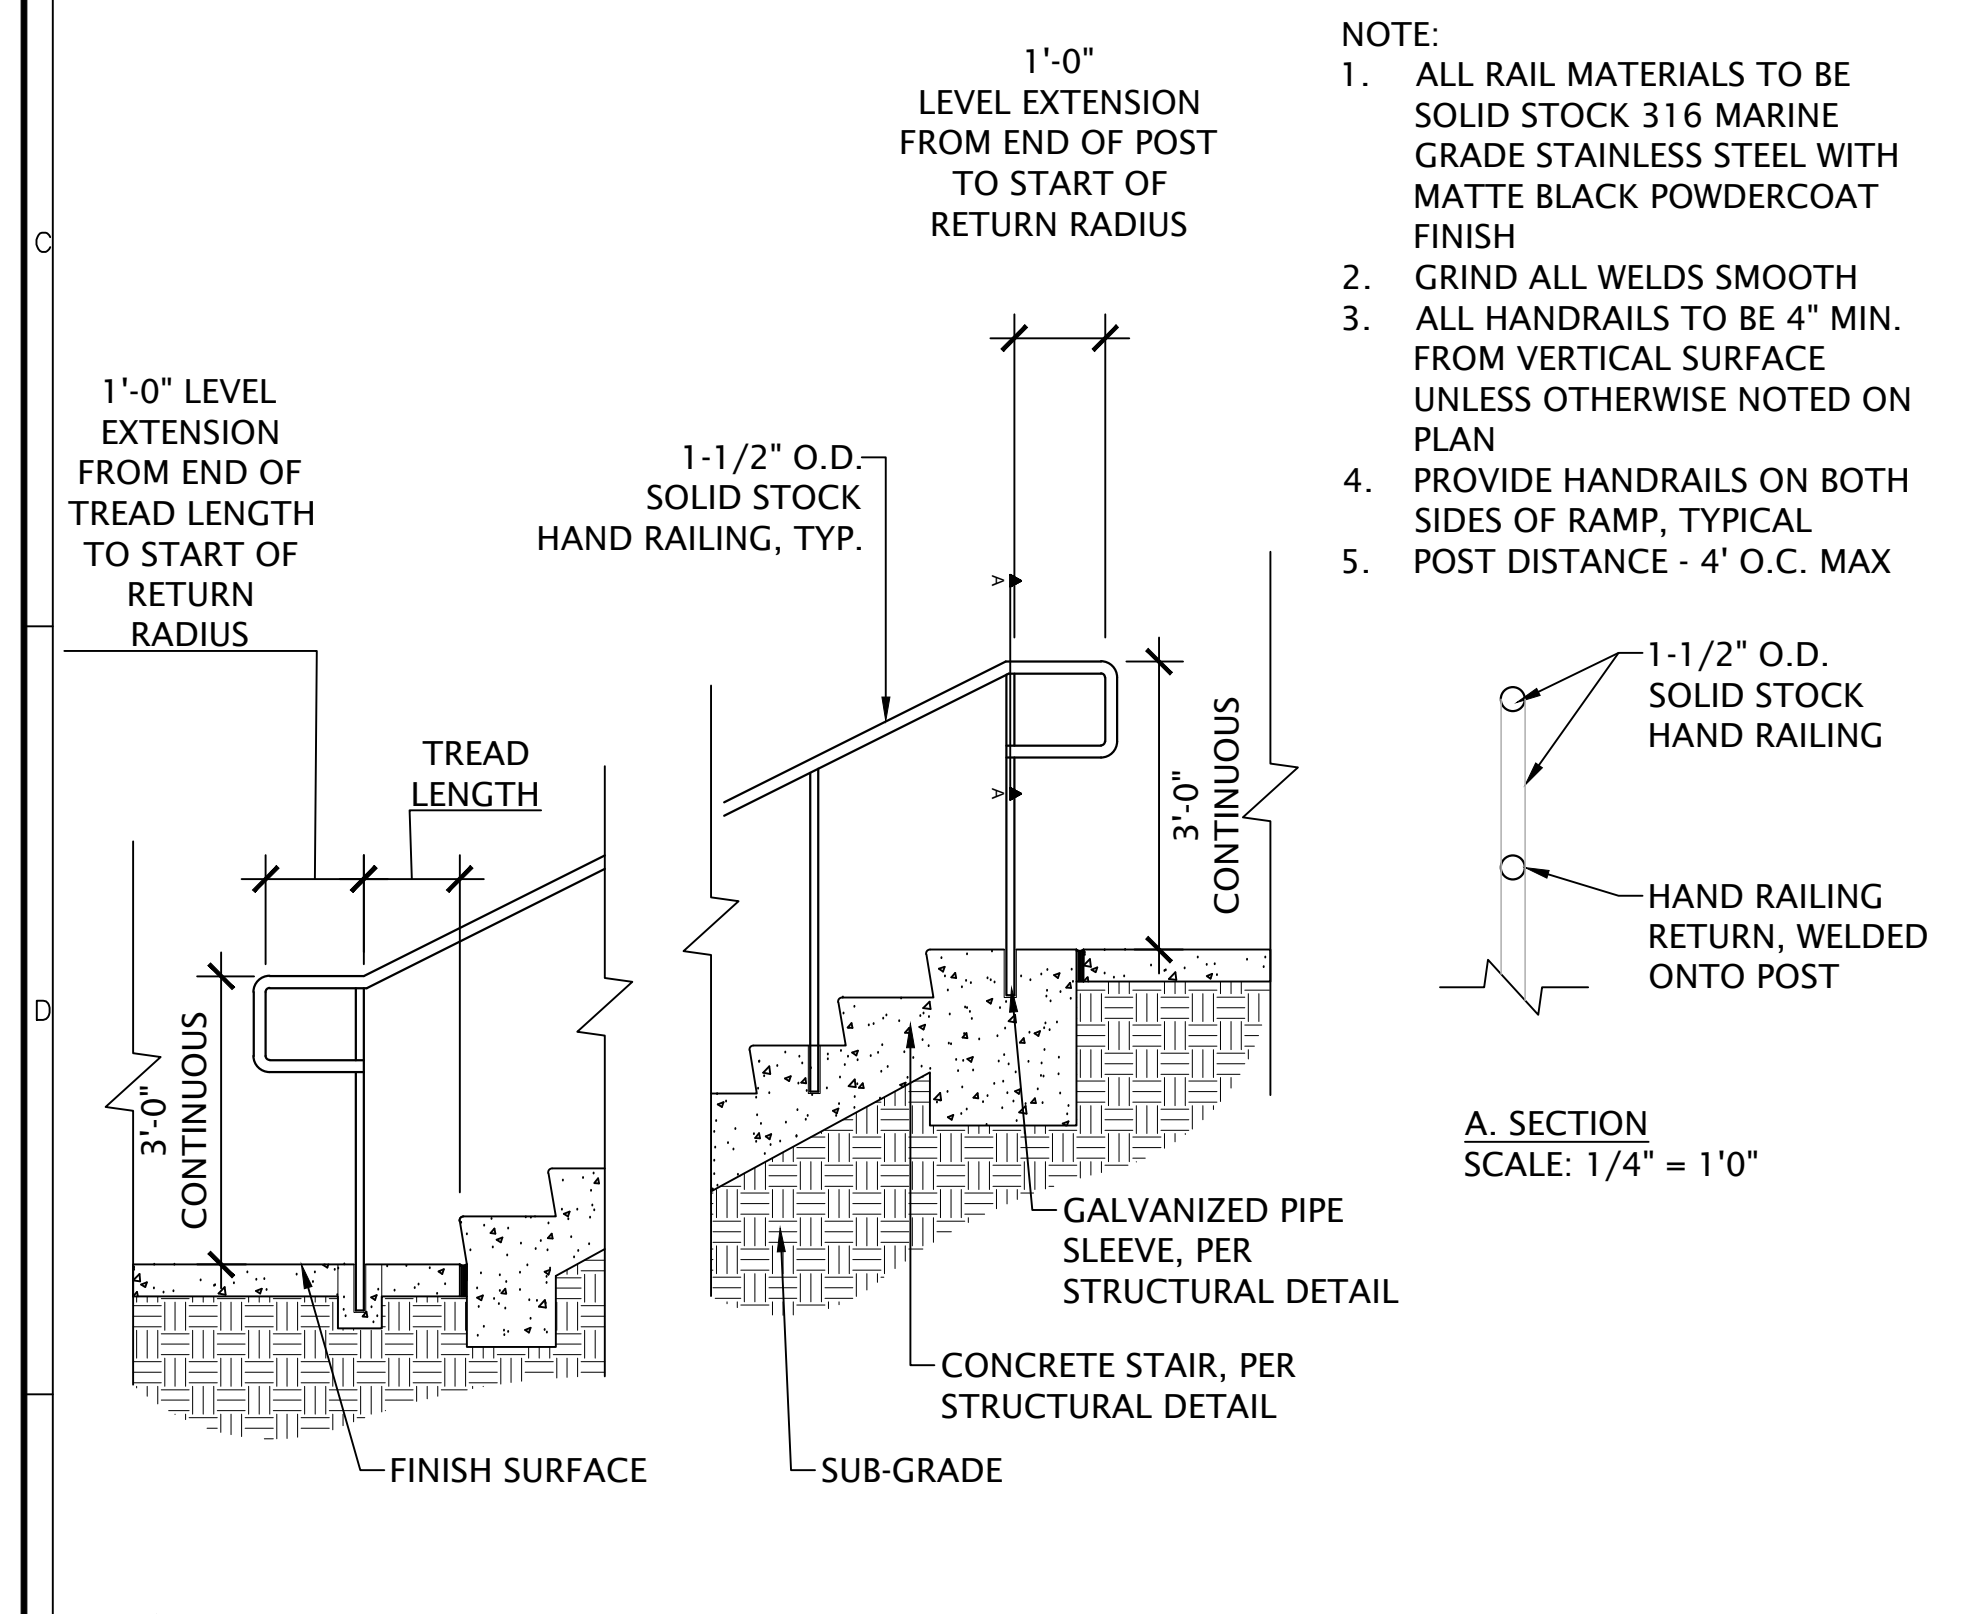 C
D
1'-0"
LEVEL EXTENSION
FROM END OF POST
TO START OF
RETURN RADIUS
NOTE:
1. ALL RAIL MATERIALS TO BE
SOLID STOCK 316 MARINE
GRADE STAINLESS STEEL WITH
MATTE BLACK POWDERCOAT
FINISH
2. GRIND ALL WELDS SMOOTH
3. ALL HANDRAILS TO BE 4" MIN.
FROM VERTICAL SURFACE
UNLESS OTHERWISE NOTED ON
PLAN
4. PROVIDE HANDRAILS ON BOTH
SIDES OF RAMP, TYPICAL
5. POST DISTANCE - 4' O.C. MAX
1'-0" LEVEL
EXTENSION
FROM END OF
TREAD LENGTH
TO START OF
RETURN
RADIUS
1-1/2" O.D.
SOLID STOCK
HAND RAILING, TYP.
A
A
TREAD
LENGTH
3'-0"
CONTINUOUS
3'-0"
CONTINUOUS
1-1/2" O.D.
SOLID STOCK
HAND RAILING
HAND RAILING
RETURN, WELDED
ONTO POST
A. SECTION
SCALE: 1/4" = 1'0"
GALVANIZED PIPE
SLEEVE, PER
STRUCTURAL DETAIL
CONCRETE STAIR, PER
STRUCTURAL DETAIL
FINISH SURFACE
SUB-GRADE